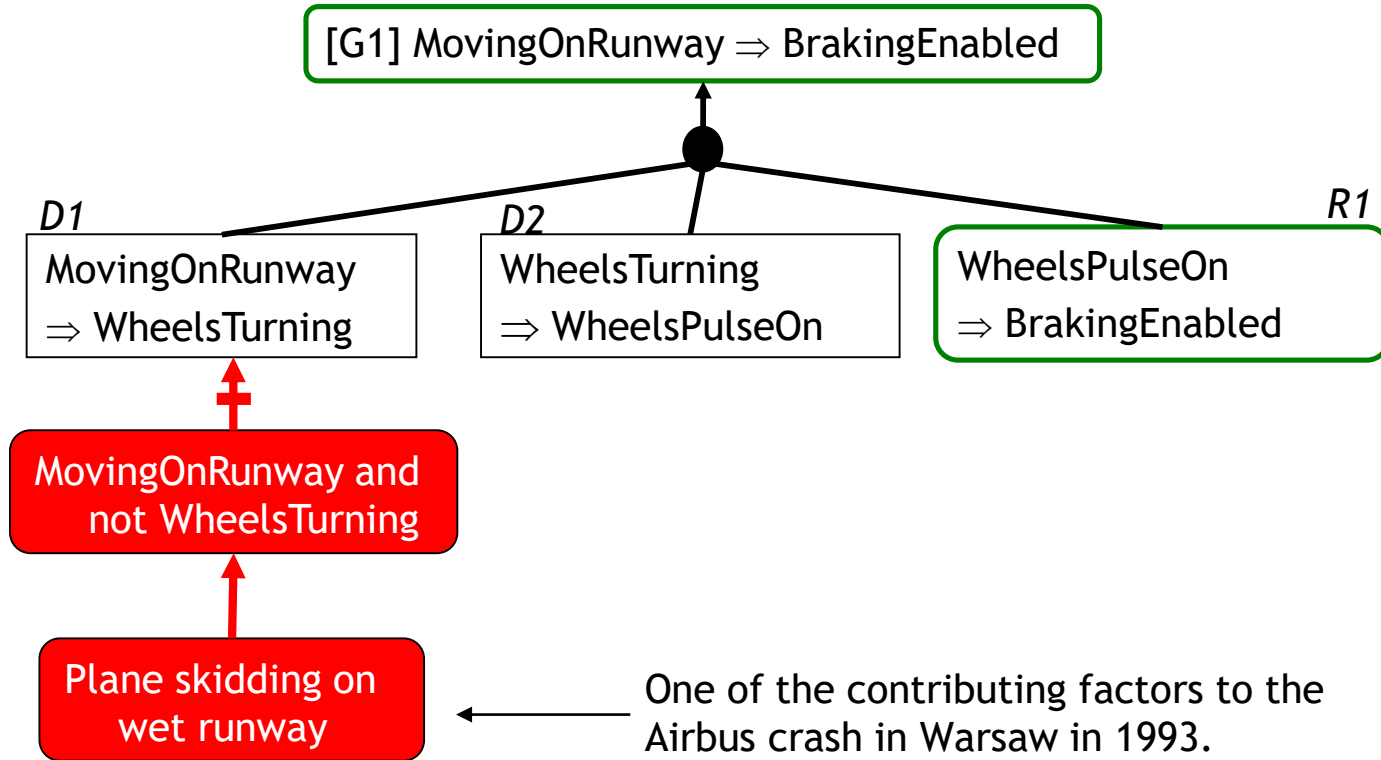 [G1] MovingOnRunway ⇒ BrakingEnabled
D1
D2
R1
MovingOnRunway
⇒ WheelsTurning
WheelsTurning
⇒ WheelsPulseOn
WheelsPulseOn
⇒ BrakingEnabled
MovingOnRunway and
not WheelsTurning
Plane skidding on
wet runway
One of the contributing factors to the
Airbus crash in Warsaw in 1993.